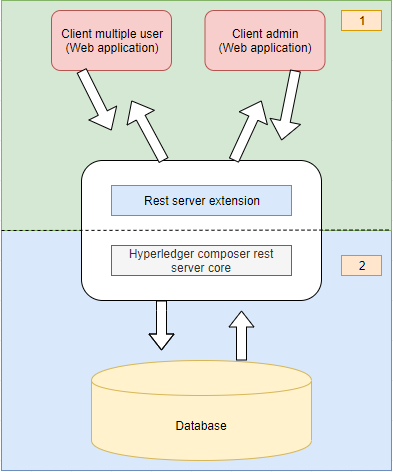 Client multiple user
(Web application)
Client admin
(Web application)
1
Rest server extension
Hyperledger composer rest
server core
2
Database